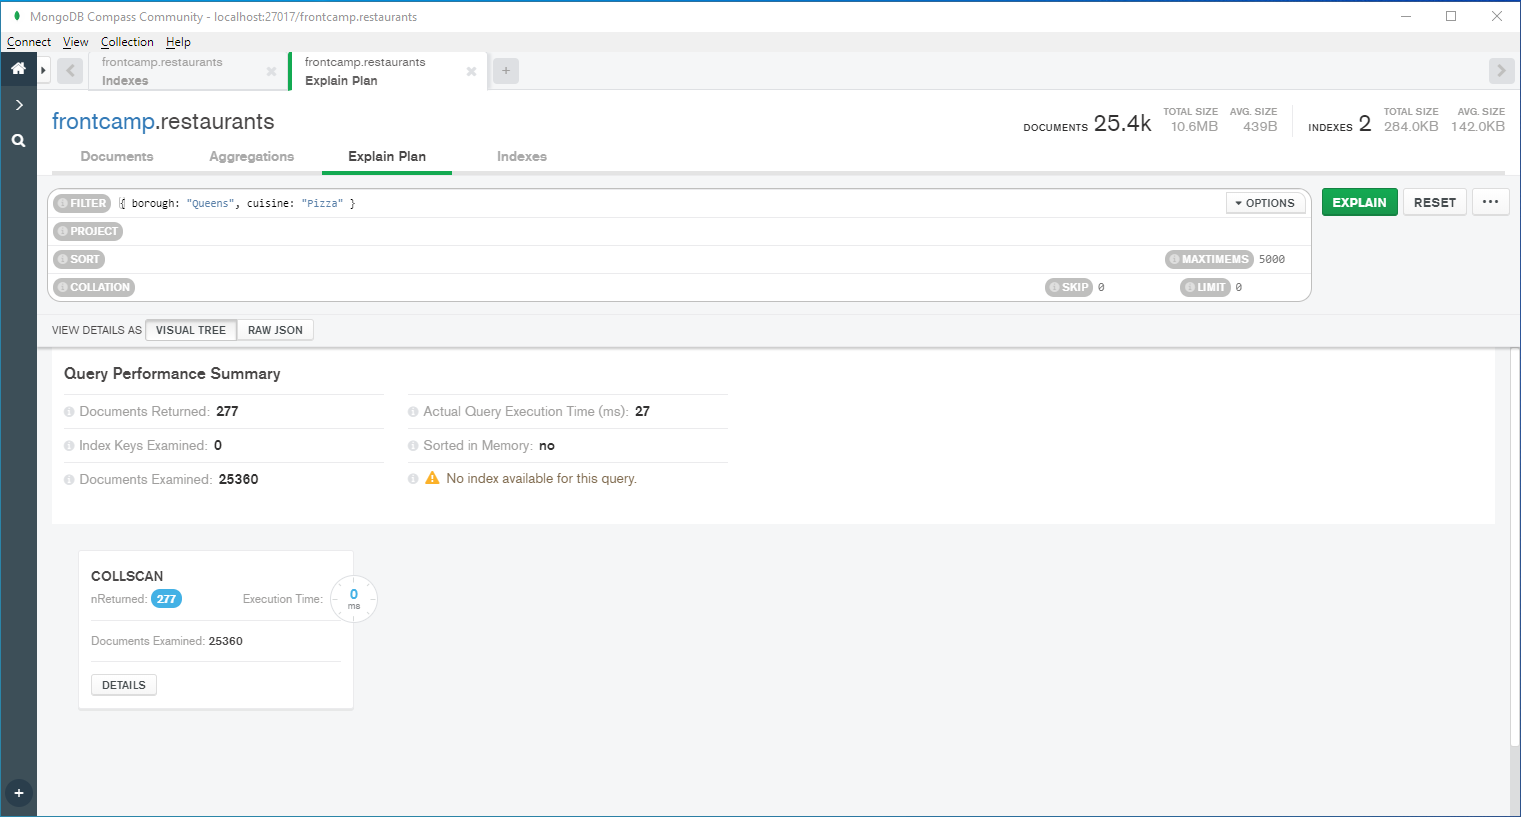 MongoDB Compass Community - localhost:27017/frontcamp.restaurants
Connect View Collection Help
frontcamp.restaurants
Indexes
frontcamp.restaurants
Explain Plan
frontcamp.restaurants
DOCUMENTS 25.4k TOTAL SIZE 10.6MB AVG. SIZE 439B INDEXES 2 TOTAL SIZE 284.0KB AVG. SIZE 142.0KB
Documents Aggregations Explain Plan Indexes
FILTER { borough: "Queens", cuisine: "Pizza" } OPTIONS EXPLAIN RESET ...
PROJECT
SORT MAXTIMEMS 5000
COLLATION SKIP 0 LIMIT 0
VIEW DETAILS AS VISUAL TREE RAW JSON
Query Performance Summary
Documents Returned: 277 Actual Query Execution Time (ms): 27
Index Keys Examined: 0 Sorted in Memory: no
Documents Examined: 25360 No index available for this query.
COLLSCAN
nReturned: 277 Execution Time: 0 ms
Documents Examined: 25360
DETAILS